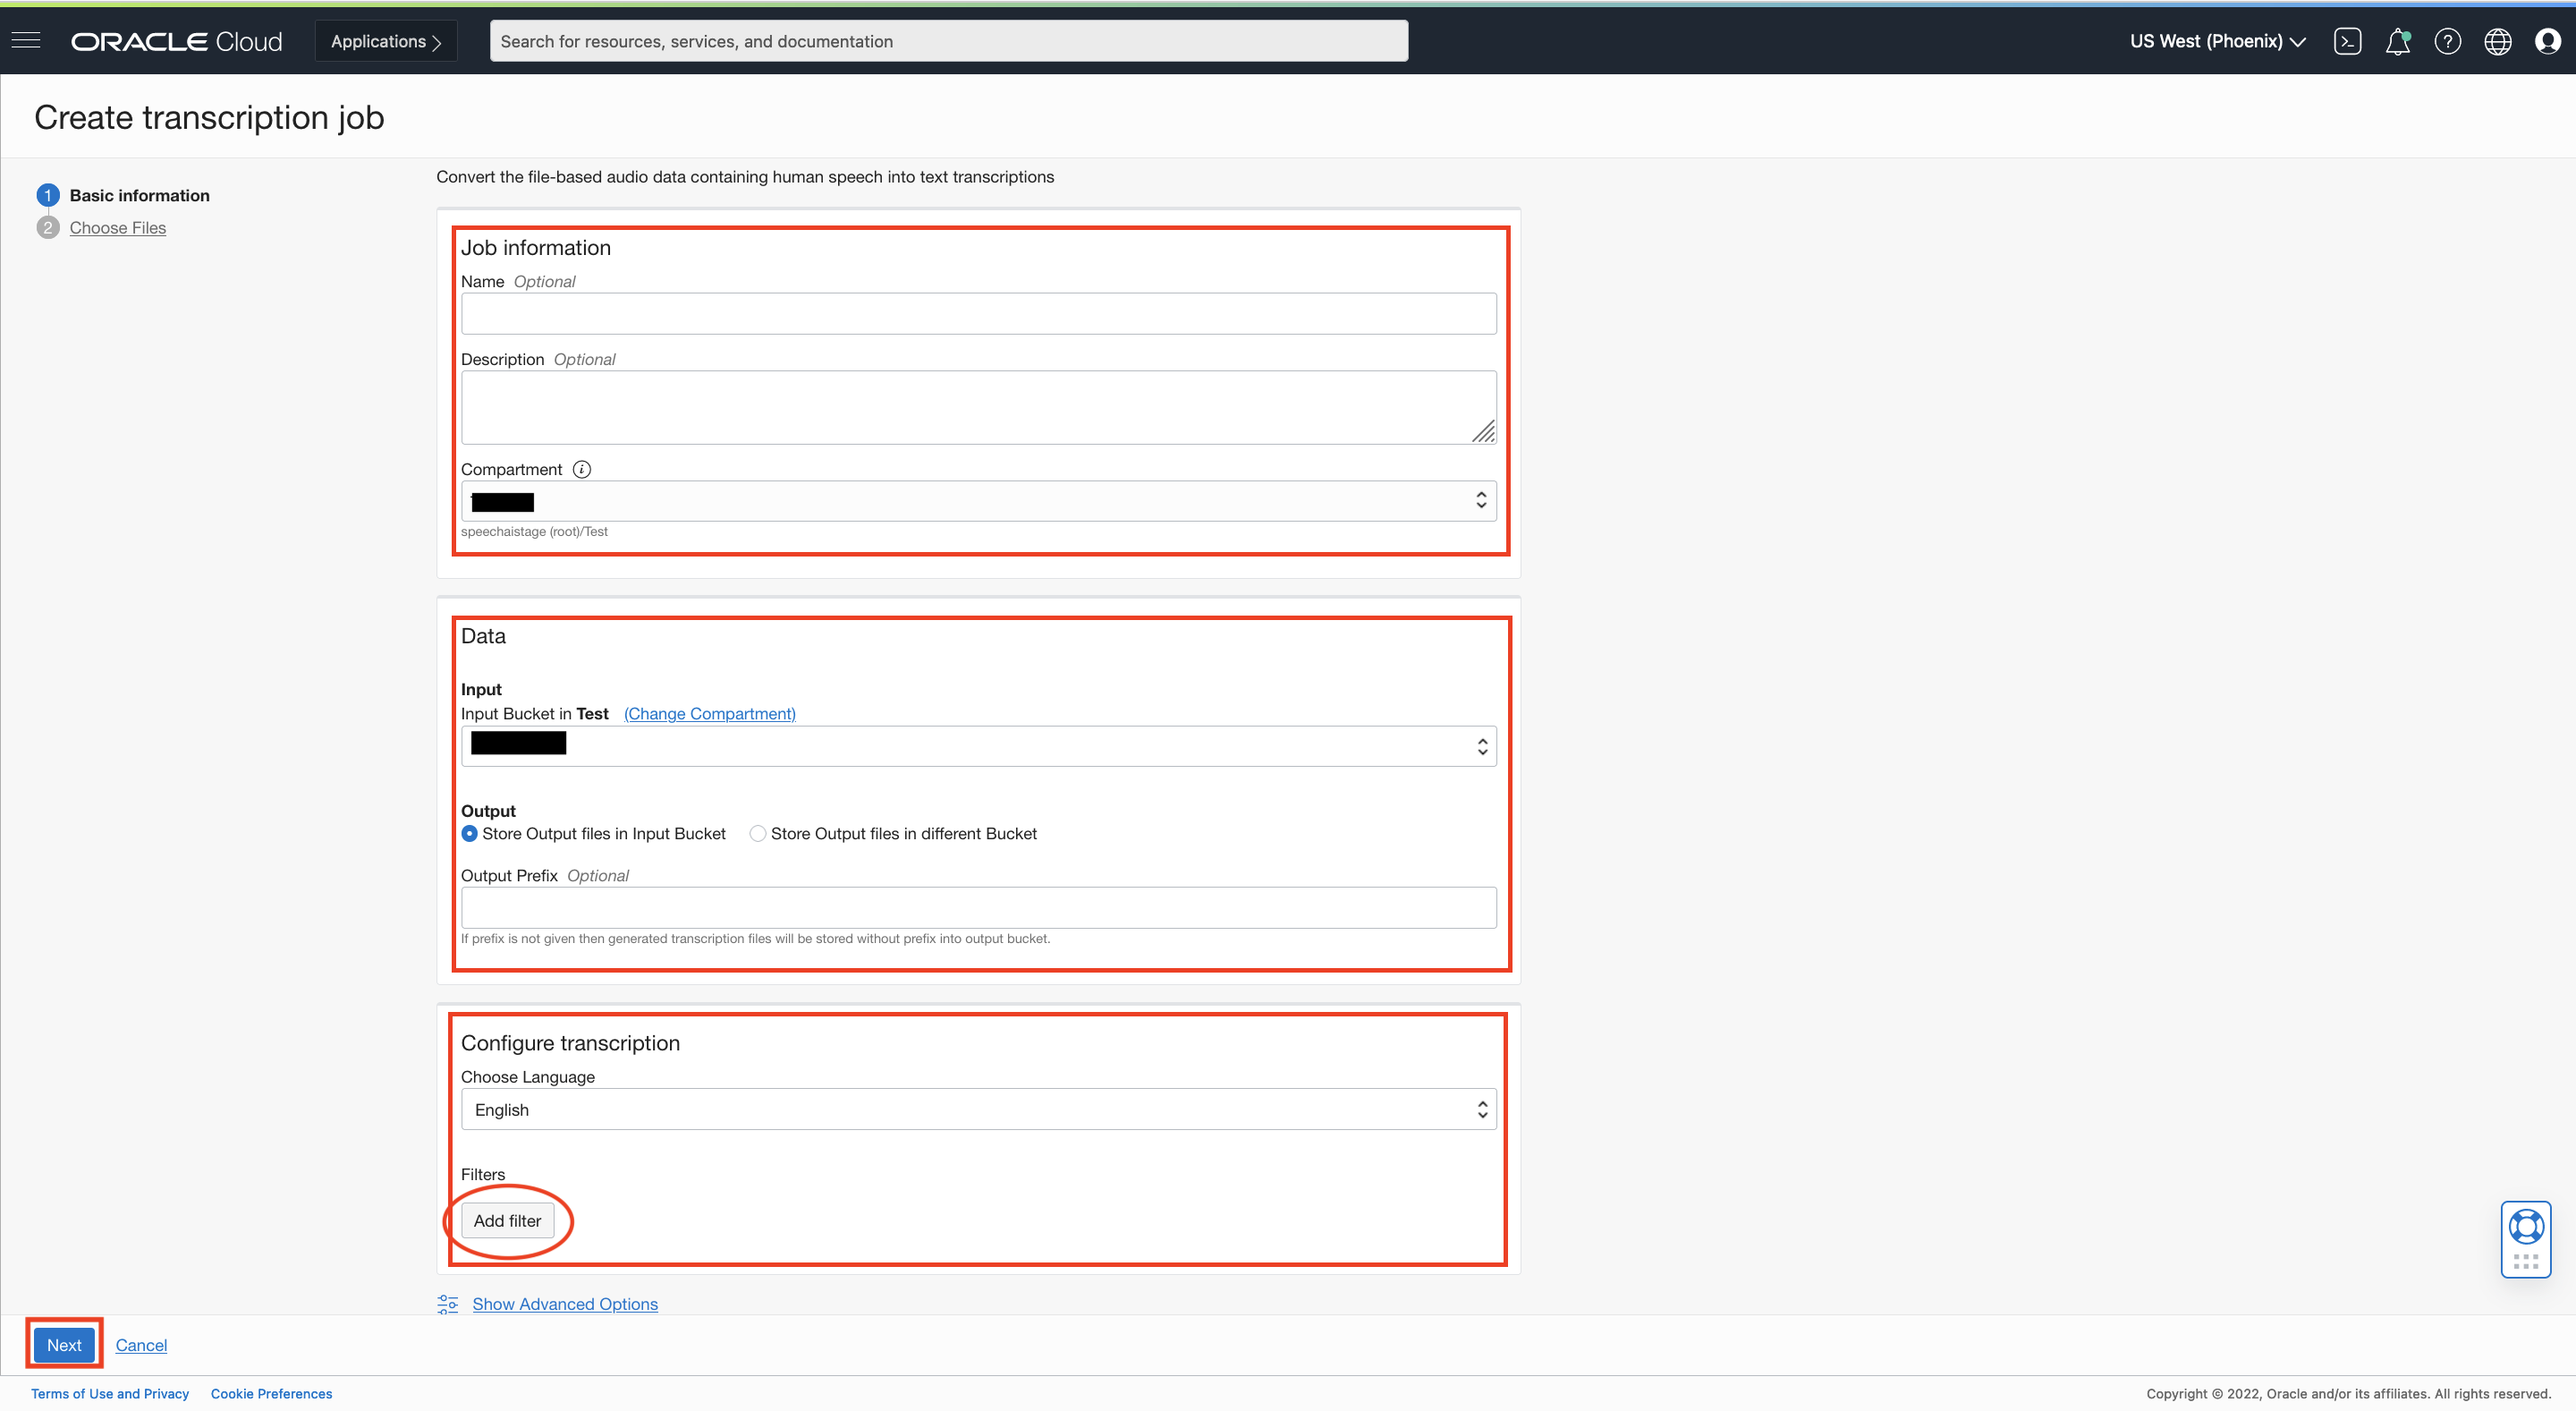 ORACLE Cloud
Applications
Search for resources, services, and documentation
US West (Phoenix)
Create transcription job
1 Basic information
2 Choose Files
Convert the file-based audio data containing human speech into text transcriptions
Job information
Name Optional
Description Optional
Compartment
speechaistage (root)/Test
Data
Input
Input Bucket in Test (Change Compartment)
Output
Store Output files in Input Bucket Store Output files in different Bucket
Output Prefix Optional
If prefix is not given then generated transcription files will be stored without prefix into output bucket.
Configure transcription
Choose Language
English
Filters
Add filter
Show Advanced Options
Next Cancel
Terms of Use and Privacy Cookie Preferences
Copyright © 2022, Oracle and/or its affiliates. All rights reserved.